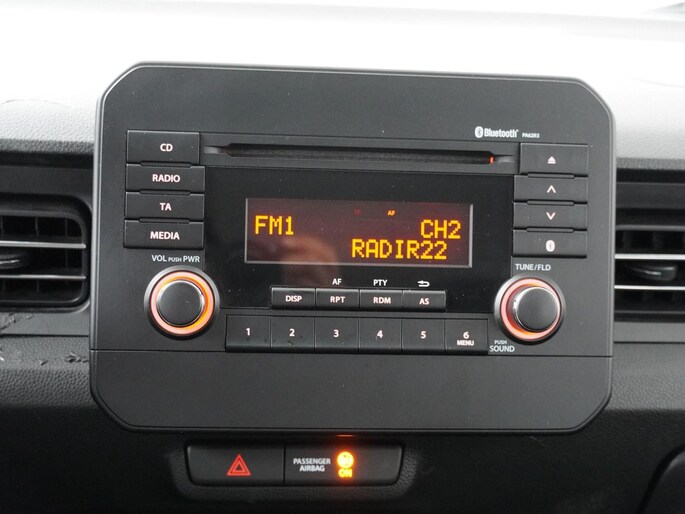 Bluetooth PA62R3
CD
RADIO
TA
MEDIA
AF
FM1 CH2
RADIR22
VOL PUSH PWR
TUNE/FLD
AF PTY
DISP RPT RDM AS
1 2 3 4 5 6
MENU
PUSH
SOUND
PASSENGER
AIRBAG
ON